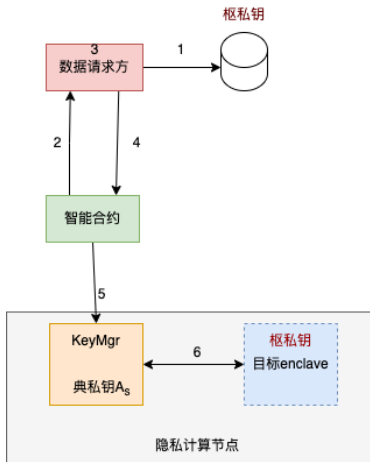 枢私钥
3
数据请求方
1
2
4
智能合约
5
KeyMgr
典私钥Aₛ
6
枢私钥
目标enclave
隐私计算节点